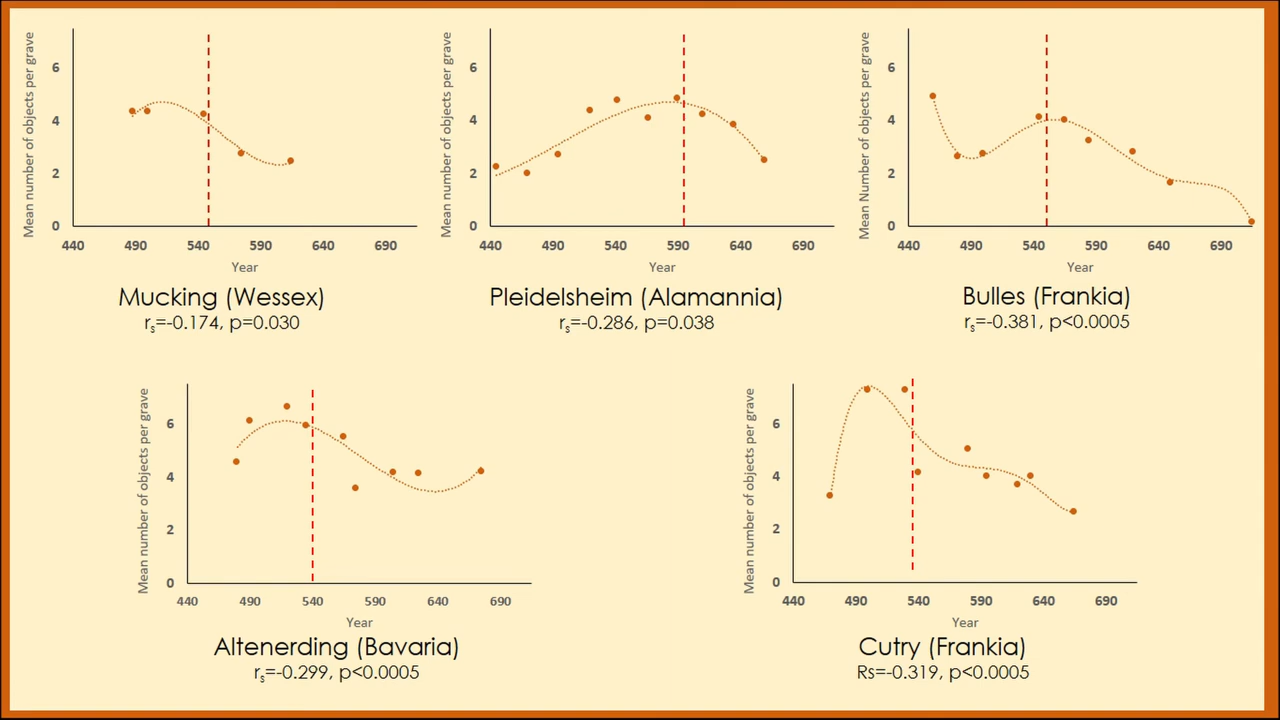 Mean number of objects per grave
6
4
2
0
440 490 540 590 640 690
Year
Mucking (Wessex)
rs=-0.174, p=0.030
Mean number of objects per grave
6
4
2
0
440 490 540 590 640 690
Year
Pleidelsheim (Alamannia)
rs=-0.286, p=0.038
Mean Number of objects per grave
6
4
2
0
440 490 540 590 640 690
Year
Bulles (Frankia)
rs=-0.381, p<0.0005
Mean number of objects per grave
6
4
2
0
440 490 540 590 640 690
Year
Altenerding (Bavaria)
rs=-0.299, p<0.0005
Mean number of objects per grave
6
4
2
0
440 490 540 590 640 690
Year
Cutry (Frankia)
Rs=-0.319, p<0.0005